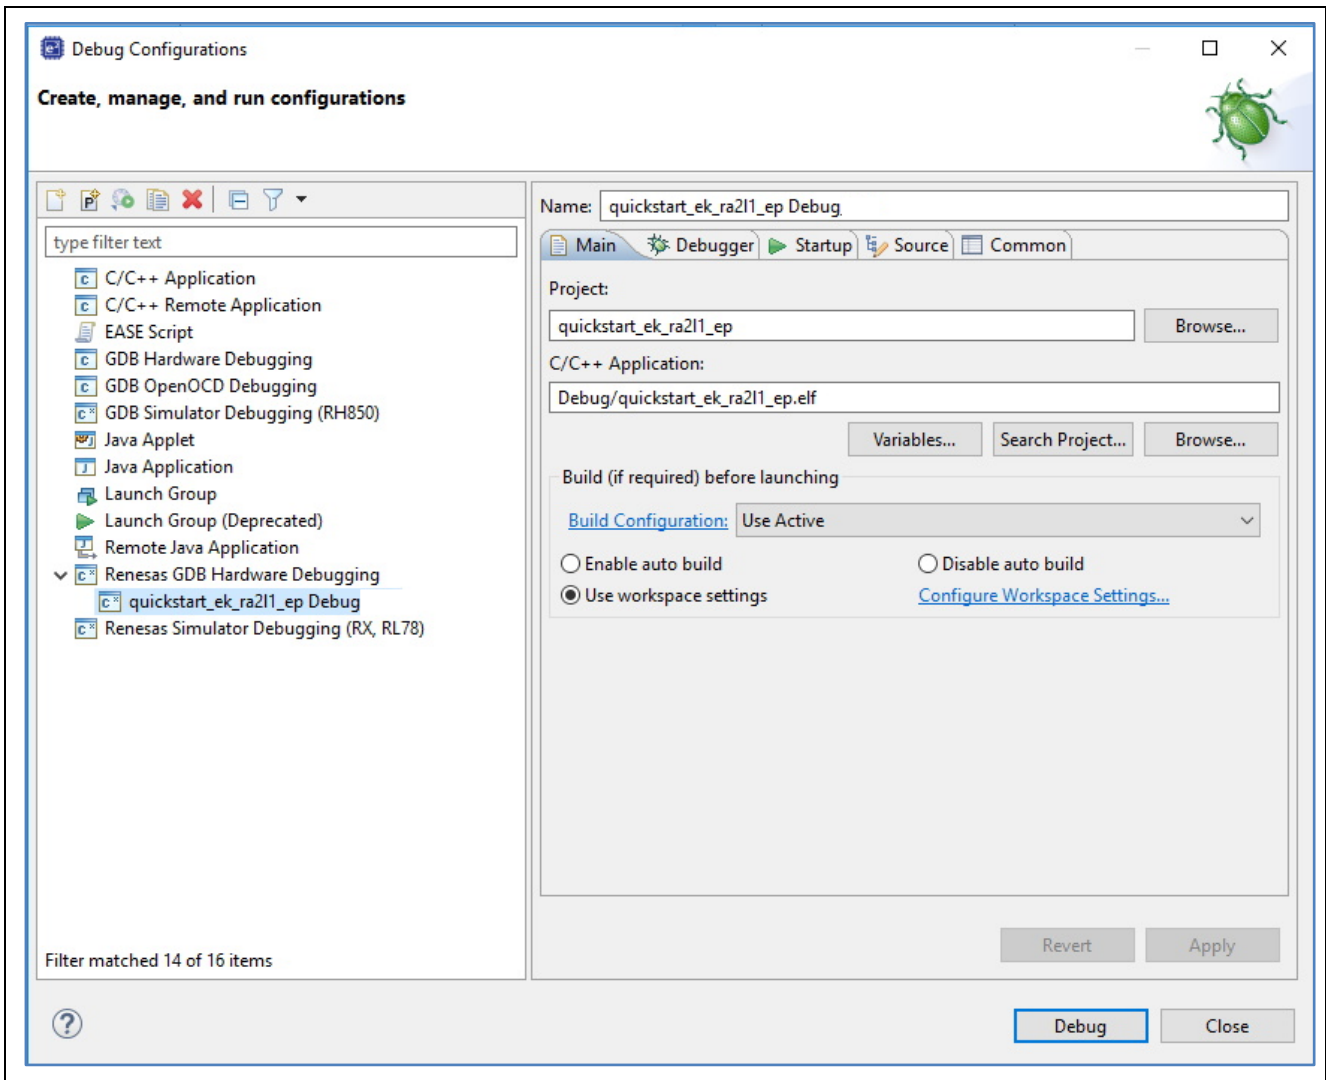 Debug Configurations
Create, manage, and run configurations
type filter text
C/C++ Application
C/C++ Remote Application
EASE Script
GDB Hardware Debugging
GDB OpenOCD Debugging
GDB Simulator Debugging (RH850)
Java Applet
Java Application
Launch Group
Launch Group (Deprecated)
Remote Java Application
Renesas GDB Hardware Debugging
quickstart_ek_ra2l1_ep Debug
Renesas Simulator Debugging (RX, RL78)
Filter matched 14 of 16 items
Name: quickstart_ek_ra2l1_ep Debug
Main Debugger Startup Source Common
Project:
quickstart_ek_ra2l1_ep Browse...
C/C++ Application:
Debug/quickstart_ek_ra2l1_ep.elf
Variables... Search Project... Browse...
Build (if required) before launching
Build Configuration: Use Active
Enable auto build Disable auto build
Use workspace settings Configure Workspace Settings...
Revert Apply
Debug Close